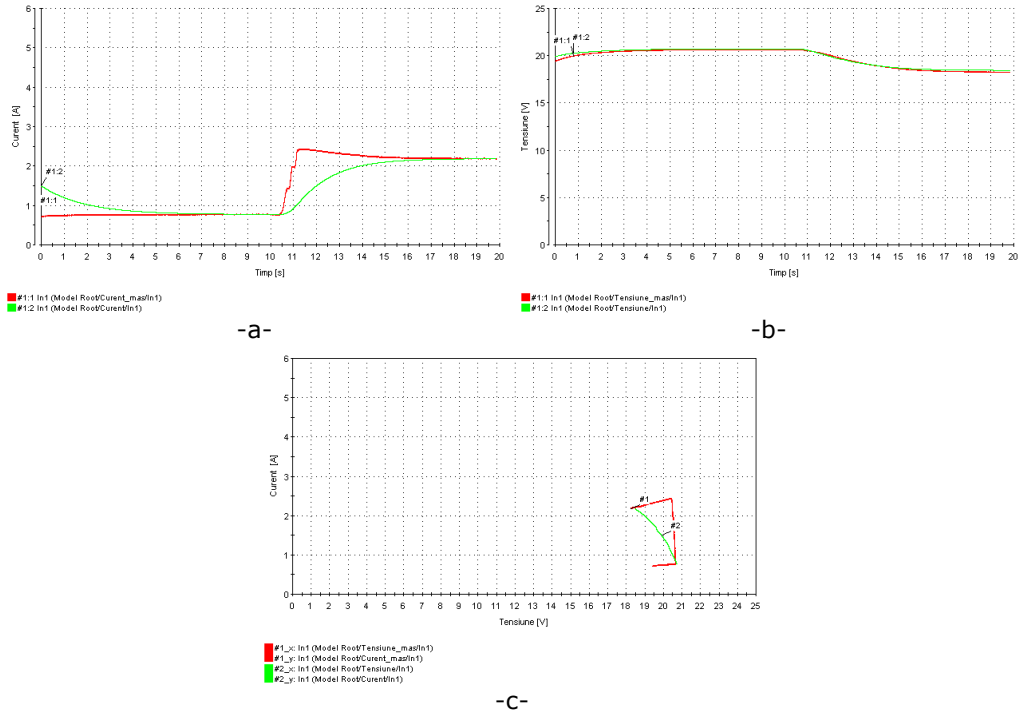 6
5
4
3
2
1
0
Curent [A]
#1:2
#1:1
0 1 2 3 4 5 6 7 8 9 10 11 12 13 14 15 16 17 18 19 20
Timp [s]
#1:1 In1 (Model Root/Curent_mas/In1)
#1:2 In1 (Model Root/Curent/In1)
-a-
25
20
15
10
5
0
Tensiune [V]
#1:1 #1:2
0 1 2 3 4 5 6 7 8 9 10 11 12 13 14 15 16 17 18 19 20
Timp [s]
#1:1 In1 (Model Root/Tensiune_mas/In1)
#1:2 In1 (Model Root/Tensiune/In1)
-b-
6
5
4
3
2
1
0
Curent [A]
#1
#2
0 1 2 3 4 5 6 7 8 9 10 11 12 13 14 15 16 17 18 19 20 21 22 23 24 25
Tensiune [V]
#1_x: In1 (Model Root/Tensiune_mas/In1)
#1_y: In1 (Model Root/Curent_mas/In1)
#2_x: In1 (Model Root/Tensiune/In1)
#2_y: In1 (Model Root/Curent/In1)
-c-